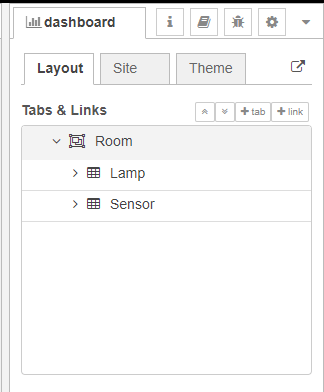 dashboard
Layout Site Theme
Tabs & Links + tab + link
Room
Lamp
Sensor